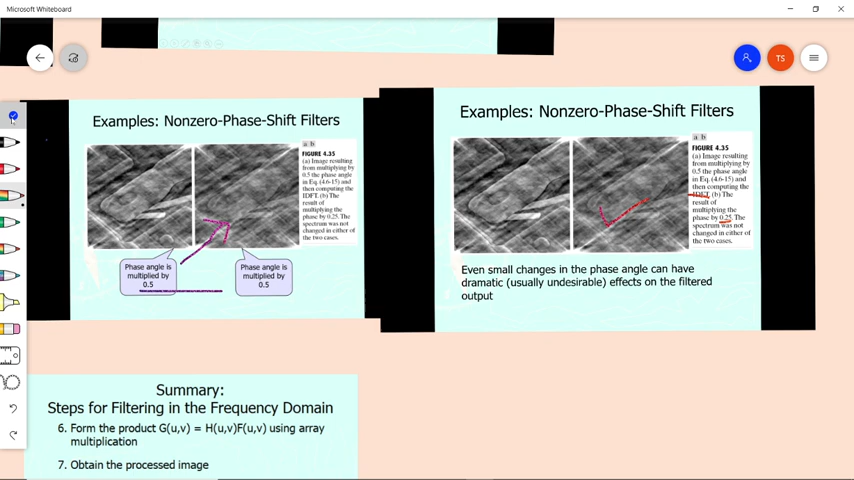 Microsoft Whiteboard
TS
Examples: Nonzero-Phase-Shift Filters
a b
FIGURE 4.35
(a) Image resulting
from multiplying by
0.5 the phase angle
in Eq. (4.6-15) and
then computing the
IDFT. (b) The
result of
multiplying the
phase by 0.25. The
spectrum was not
changed in either of
the two cases.
Phase angle is
multiplied by
0.5
Phase angle is
multiplied by
0.5
Examples: Nonzero-Phase-Shift Filters
a b
FIGURE 4.35
(a) Image resulting
from multiplying by
0.5 the phase angle
in Eq. (4.6-15) and
then computing the
IDFT. (b) The
result of
multiplying the
phase by 0.25. The
spectrum was not
changed in either of
the two cases.
Even small changes in the phase angle can have
dramatic (usually undesirable) effects on the filtered
output
Summary:
Steps for Filtering in the Frequency Domain
6. Form the product G(u,v) = H(u,v)F(u,v) using array
multiplication
7. Obtain the processed image